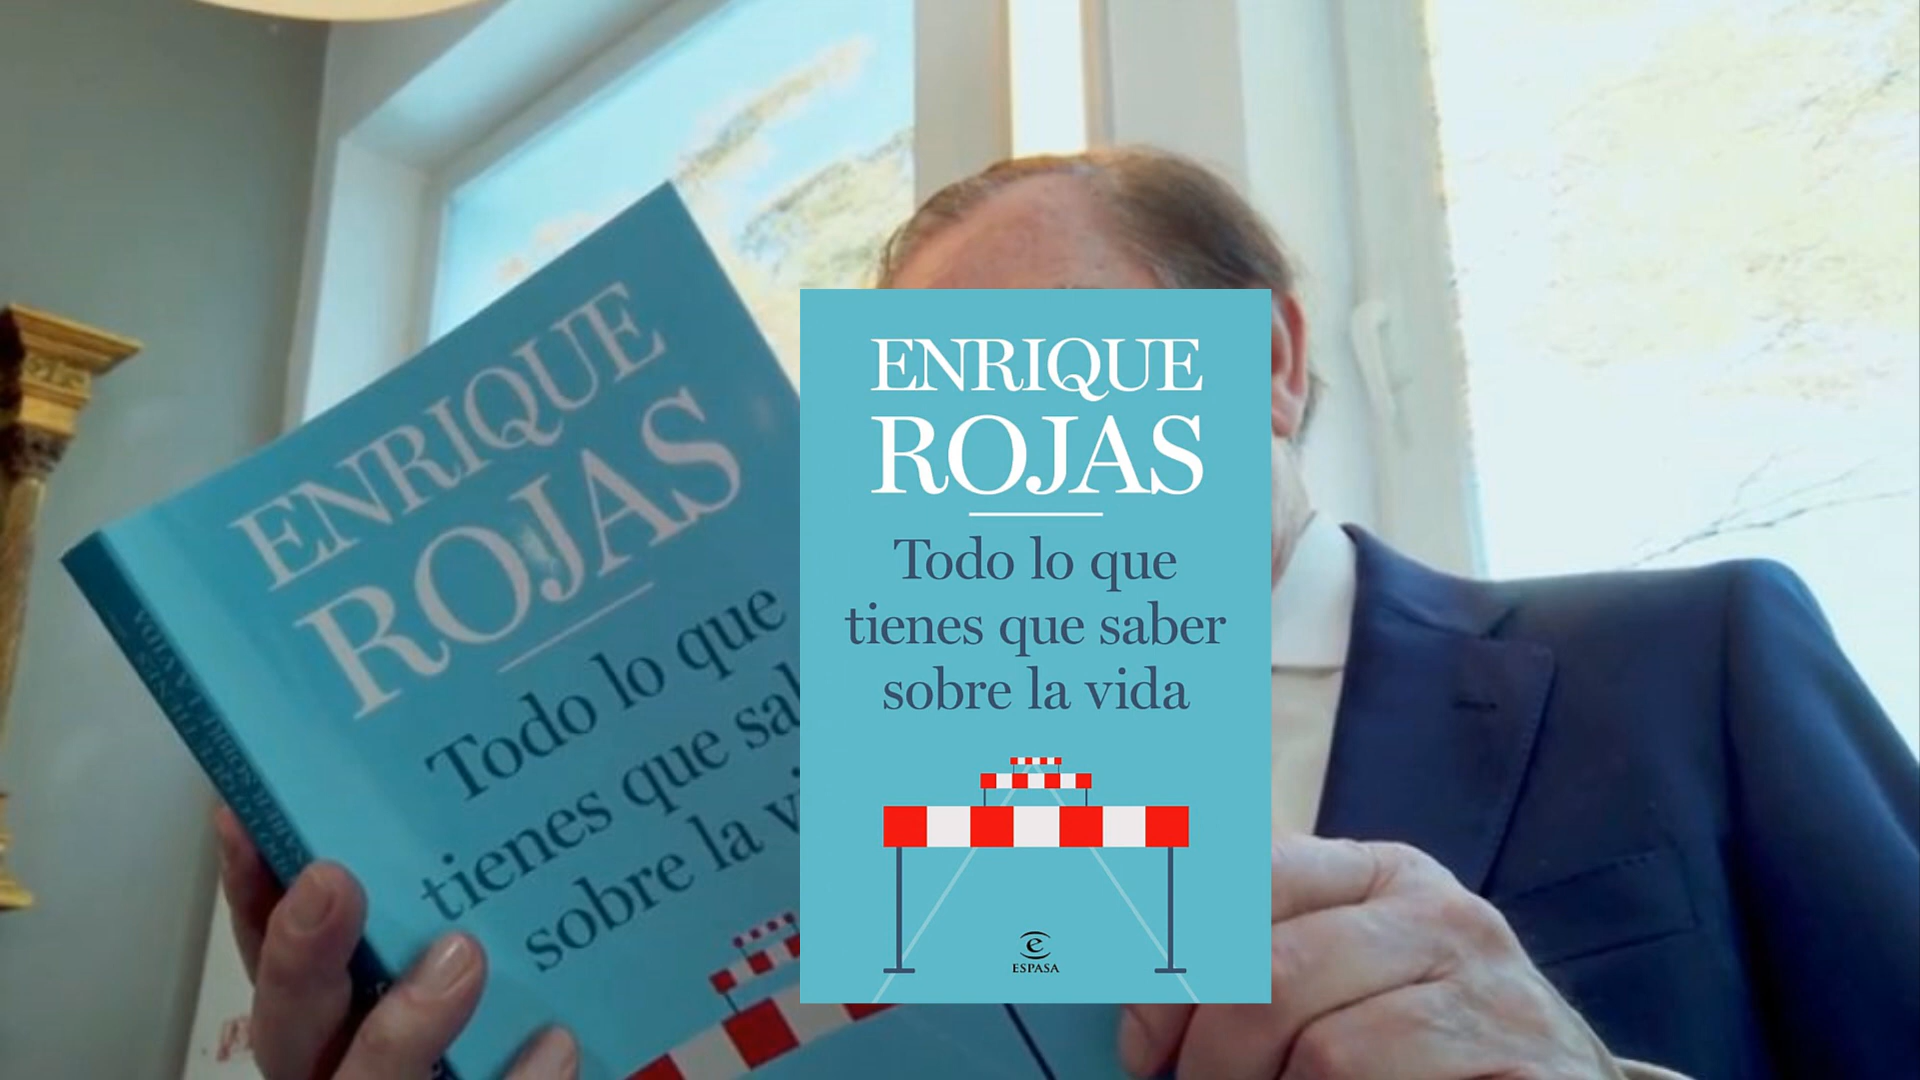 ENRIQUE
ROJAS
Todo lo que
tienes que
sobre la
ENRIQUE
ROJAS
Todo lo que
tienes que saber
sobre la vida
e
ESPASA